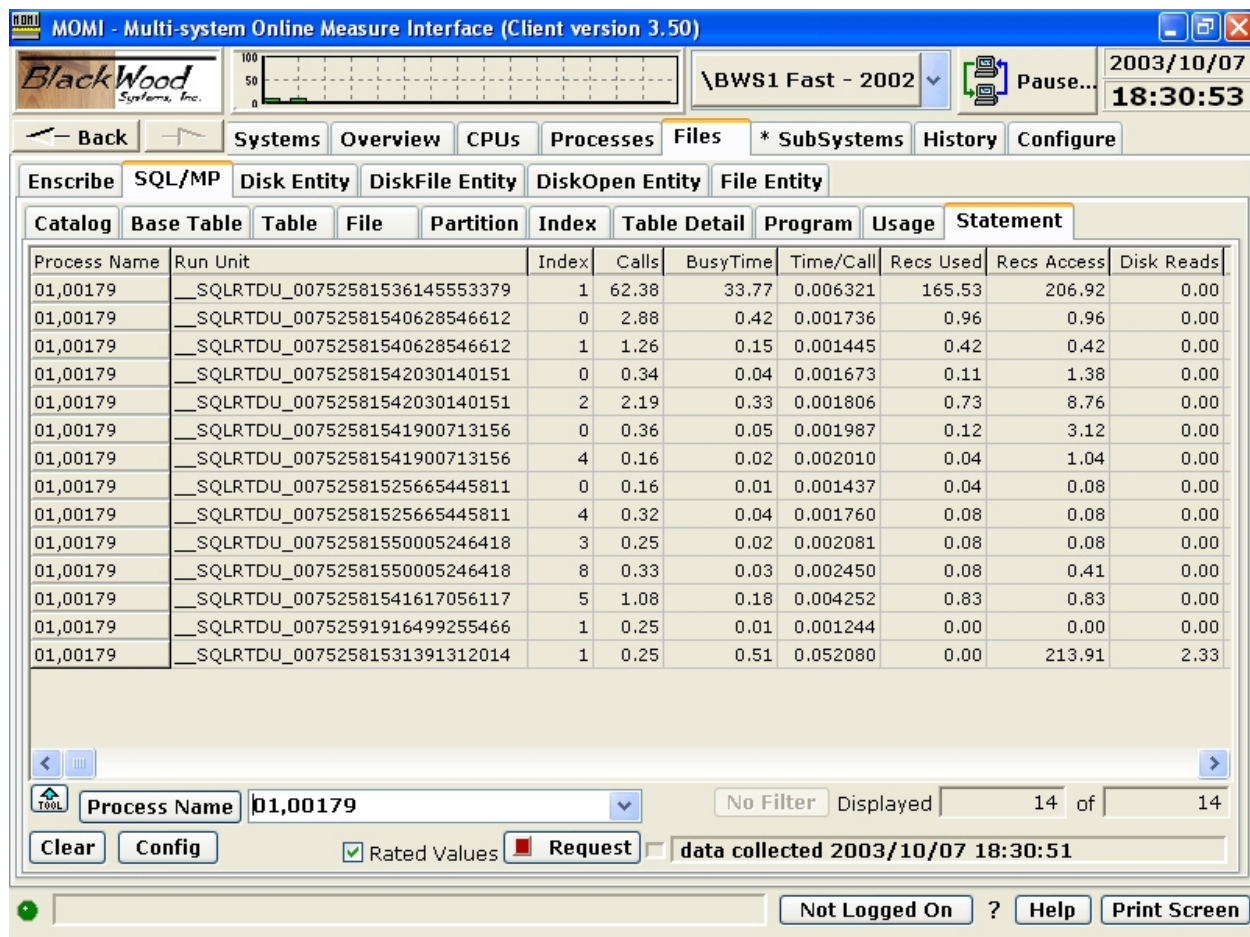 MOMI MOMI - Multi-system Online Measure Interface (Client version 3.50)
BlackWood Systems, Inc.
100
50
0
\BWS1 Fast - 2002
Pause...
2003/10/07
18:30:53
Back Systems Overview CPUs Processes Files * SubSystems History Configure
Enscribe SQL/MP Disk Entity DiskFile Entity DiskOpen Entity File Entity
Catalog Base Table Table File Partition Index Table Detail Program Usage Statement
Process Name Run Unit Index Calls BusyTime Time/Call Recs Used Recs Access Disk Reads
01,00179 __SQLRTDU_00752581536145553379 1 62.38 33.77 0.006321 165.53 206.92 0.00
01,00179 __SQLRTDU_00752581540628546612 0 2.88 0.42 0.001736 0.96 0.96 0.00
01,00179 __SQLRTDU_00752581540628546612 1 1.26 0.15 0.001445 0.42 0.42 0.00
01,00179 __SQLRTDU_00752581542030140151 0 0.34 0.04 0.001673 0.11 1.38 0.00
01,00179 __SQLRTDU_00752581542030140151 2 2.19 0.33 0.001806 0.73 8.76 0.00
01,00179 __SQLRTDU_00752581541900713156 0 0.36 0.05 0.001987 0.12 3.12 0.00
01,00179 __SQLRTDU_00752581541900713156 4 0.16 0.02 0.002010 0.04 1.04 0.00
01,00179 __SQLRTDU_00752581525665445811 0 0.16 0.01 0.001437 0.04 0.08 0.00
01,00179 __SQLRTDU_00752581525665445811 4 0.32 0.04 0.001760 0.08 0.08 0.00
01,00179 __SQLRTDU_00752581550005246418 3 0.25 0.02 0.002081 0.08 0.08 0.00
01,00179 __SQLRTDU_00752581550005246418 8 0.33 0.03 0.002450 0.08 0.41 0.00
01,00179 __SQLRTDU_00752581541617056117 5 1.08 0.18 0.004252 0.83 0.83 0.00
01,00179 __SQLRTDU_00752591916499255466 1 0.25 0.01 0.001244 0.00 0.00 0.00
01,00179 __SQLRTDU_00752581531391312014 1 0.25 0.51 0.052080 0.00 213.91 2.33
TOOL Process Name 01,00179 No Filter Displayed 14 of 14
Clear Config Rated Values Request data collected 2003/10/07 18:30:51
Not Logged On ? Help Print Screen